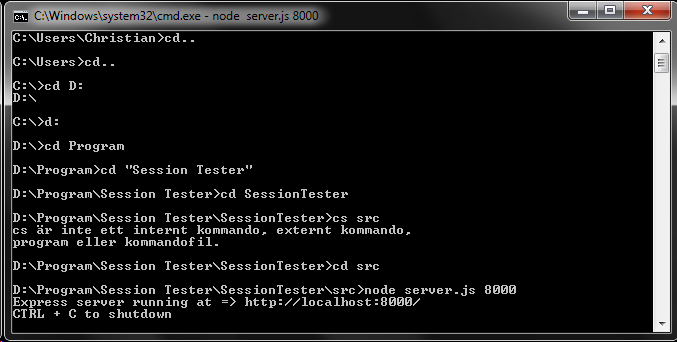 C:\Windows\system32\cmd.exe - node  server.js 8000
C:\Users\Christian>cd..
C:\Users>cd..
C:\>cd D:
D:\
C:\>d:
D:\>cd Program
D:\Program>cd "Session Tester"
D:\Program\Session Tester>cd SessionTester
D:\Program\Session Tester\SessionTester>cs src
cs är inte ett internt kommando, externt kommando,
program eller kommandofil.
D:\Program\Session Tester\SessionTester>cd src
D:\Program\Session Tester\SessionTester\src>node server.js 8000
Express server running at => http://localhost:8000/
CTRL + C to shutdown